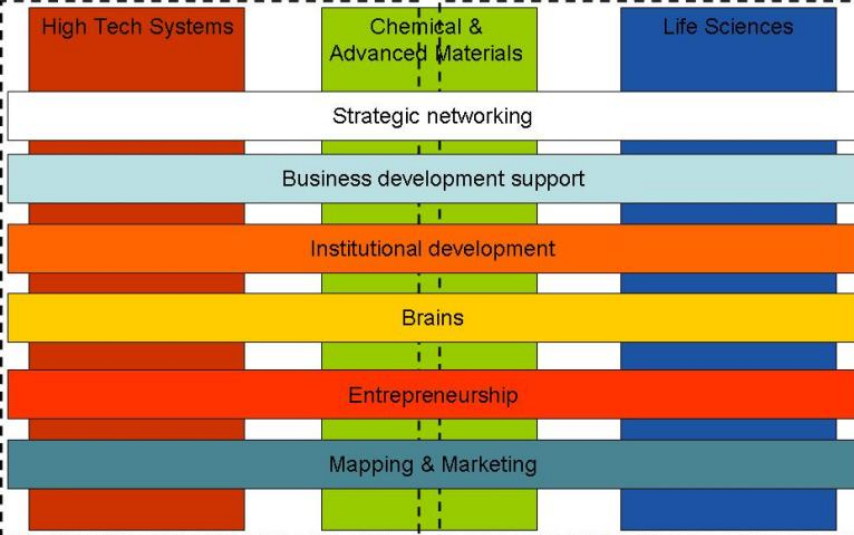 High Tech Systems
Chemical &
Advanced Materials
Life Sciences
Strategic networking
Business development support
Institutional development
Brains
Entrepreneurship
Mapping & Marketing